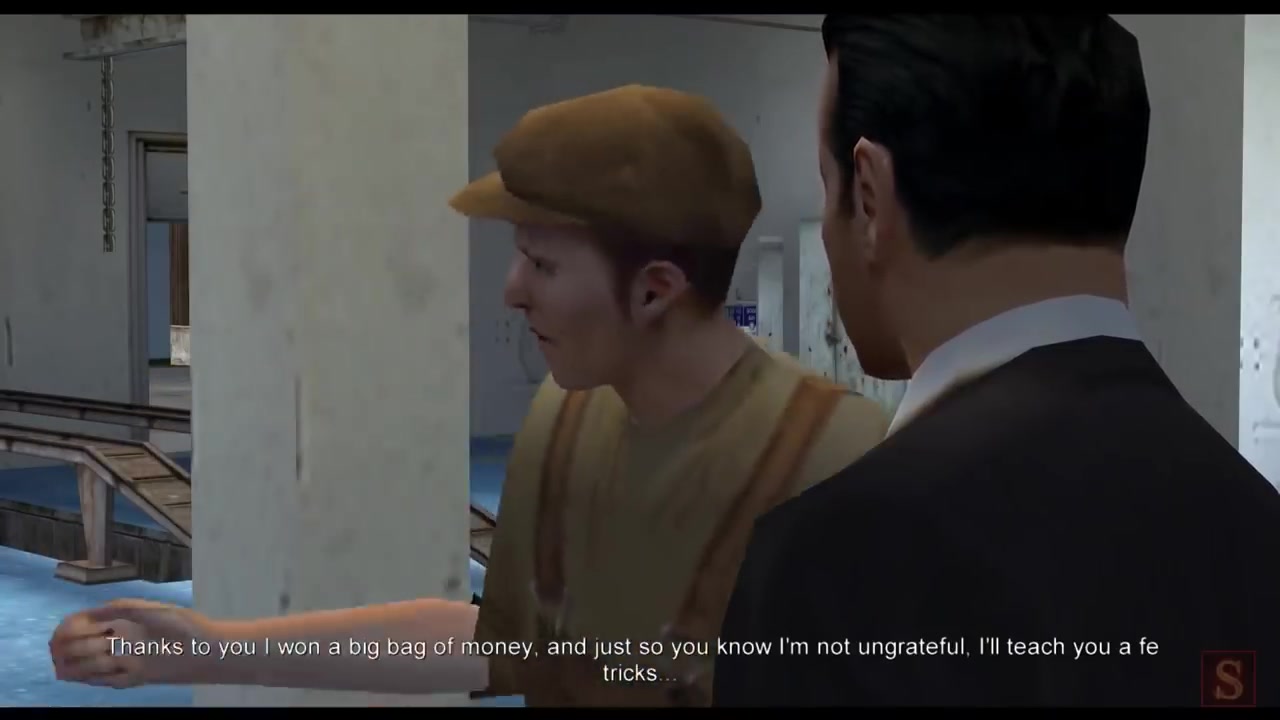 Thanks to you I won a big bag of money, and just so you know I'm not ungrateful, I'll teach you a fe
tricks...
S